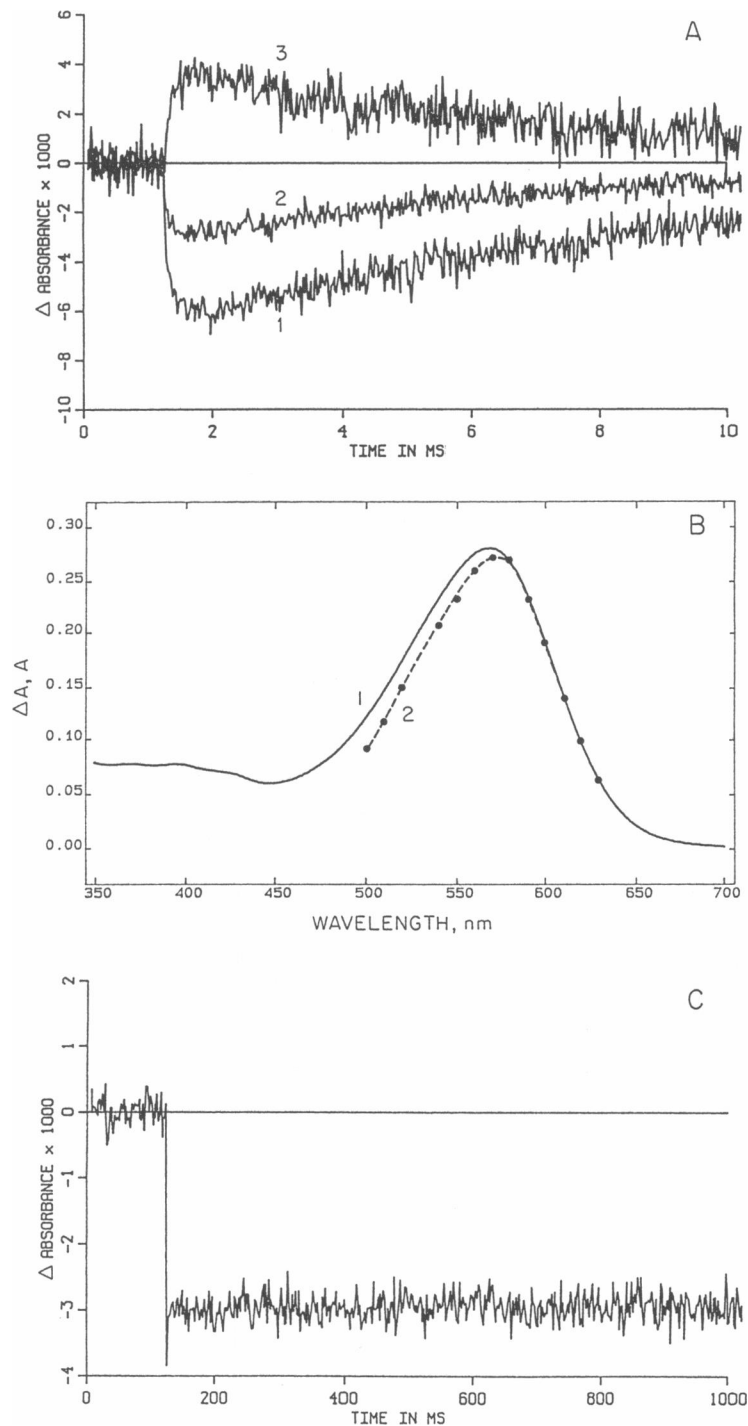 A
6
4
2
0
-2
-4
-6
-8
-10
Δ ABSORBANCE × 1000
3
2
1
0 2 4 6 8 10
TIME IN MS
B
0.30
0.25
0.20
0.15
0.10
0.05
0.00
ΔA, A
1
2
350 400 450 500 550 600 650 700
WAVELENGTH, nm
C
2
1
0
-1
-2
-3
-4
Δ ABSORBANCE × 1000
0 200 400 600 800 1000
TIME IN MS